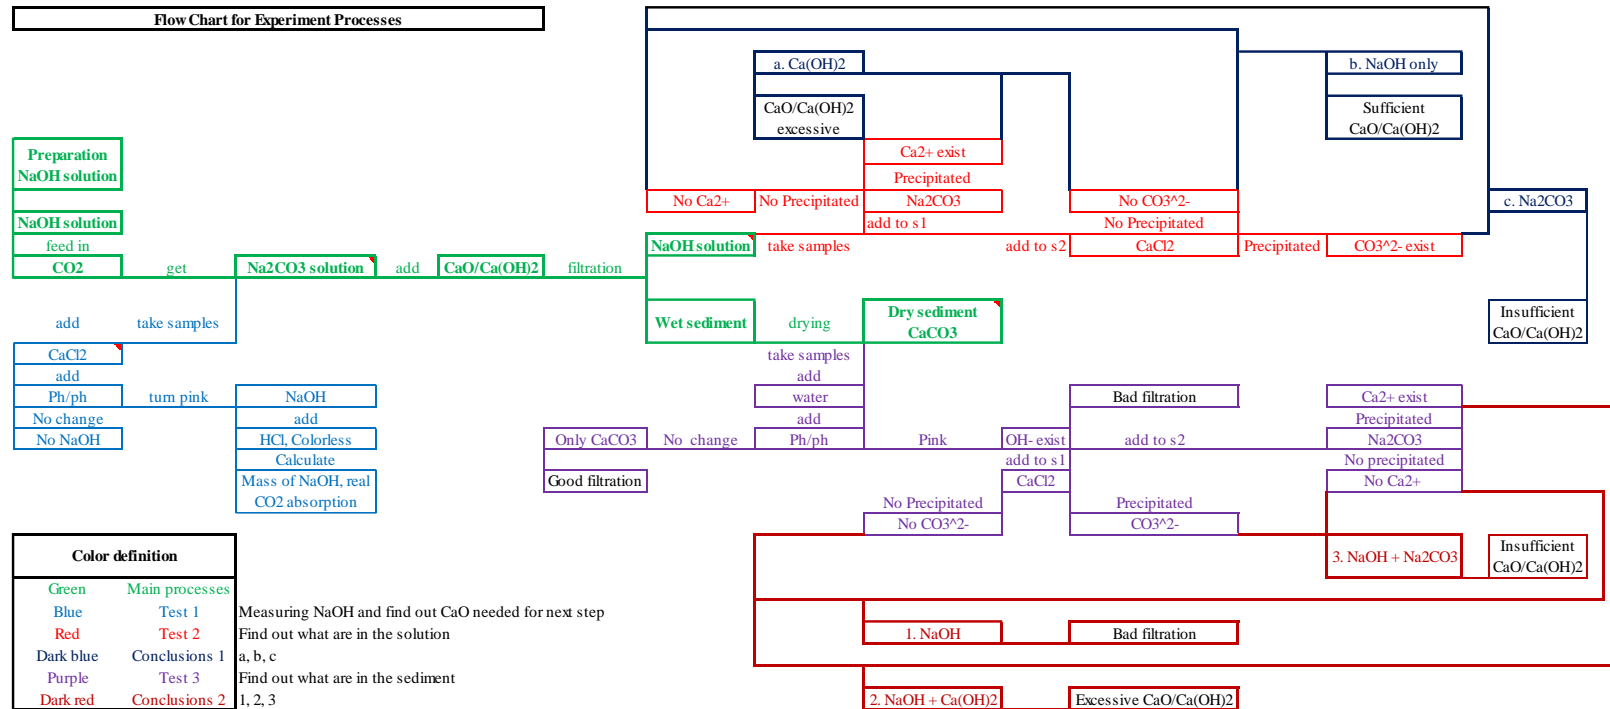 Flow Chart for Experiment Processes
a. Ca(OH)2
b. NaOH only
CaO/Ca(OH)2
excessive
Sufficient
CaO/Ca(OH)2
Preparation
NaOH solution
Ca2+ exist
Precipitated
No Ca2+
No Precipitated
Na2CO3
No CO3^2-
c. Na2CO3
NaOH solution
add to s1
No Precipitated
feed in
NaOH solution
take samples
add to s2
CaCl2
Precipitated
CO3^2- exist
CO2
get
Na2CO3 solution
add
CaO/Ca(OH)2
filtration
add
take samples
Wet sediment
drying
Dry sediment
CaCO3
Insufficient
CaO/Ca(OH)2
CaCl2
take samples
add
add
Ph/ph
turn pink
NaOH
water
Bad filtration
Ca2+ exist
No change
add
add
Precipitated
No NaOH
HCl, Colorless
Only CaCO3
No change
Ph/ph
Pink
OH- exist
add to s2
Na2CO3
Calculate
add to s1
No precipitated
Mass of NaOH, real
CO2 absorption
Good filtration
CaCl2
No Ca2+
No Precipitated
Precipitated
No CO3^2-
CO3^2-
3. NaOH + Na2CO3
Insufficient
CaO/Ca(OH)2
Color definition
Green Main processes
Blue Test 1 Measuring NaOH and find out CaO needed for next step
Red Test 2 Find out what are in the solution
Dark blue Conclusions 1 a, b, c
Purple Test 3 Find out what are in the sediment
Dark red Conclusions 2 1, 2, 3
1. NaOH
Bad filtration
2. NaOH + Ca(OH)2
Excessive CaO/Ca(OH)2